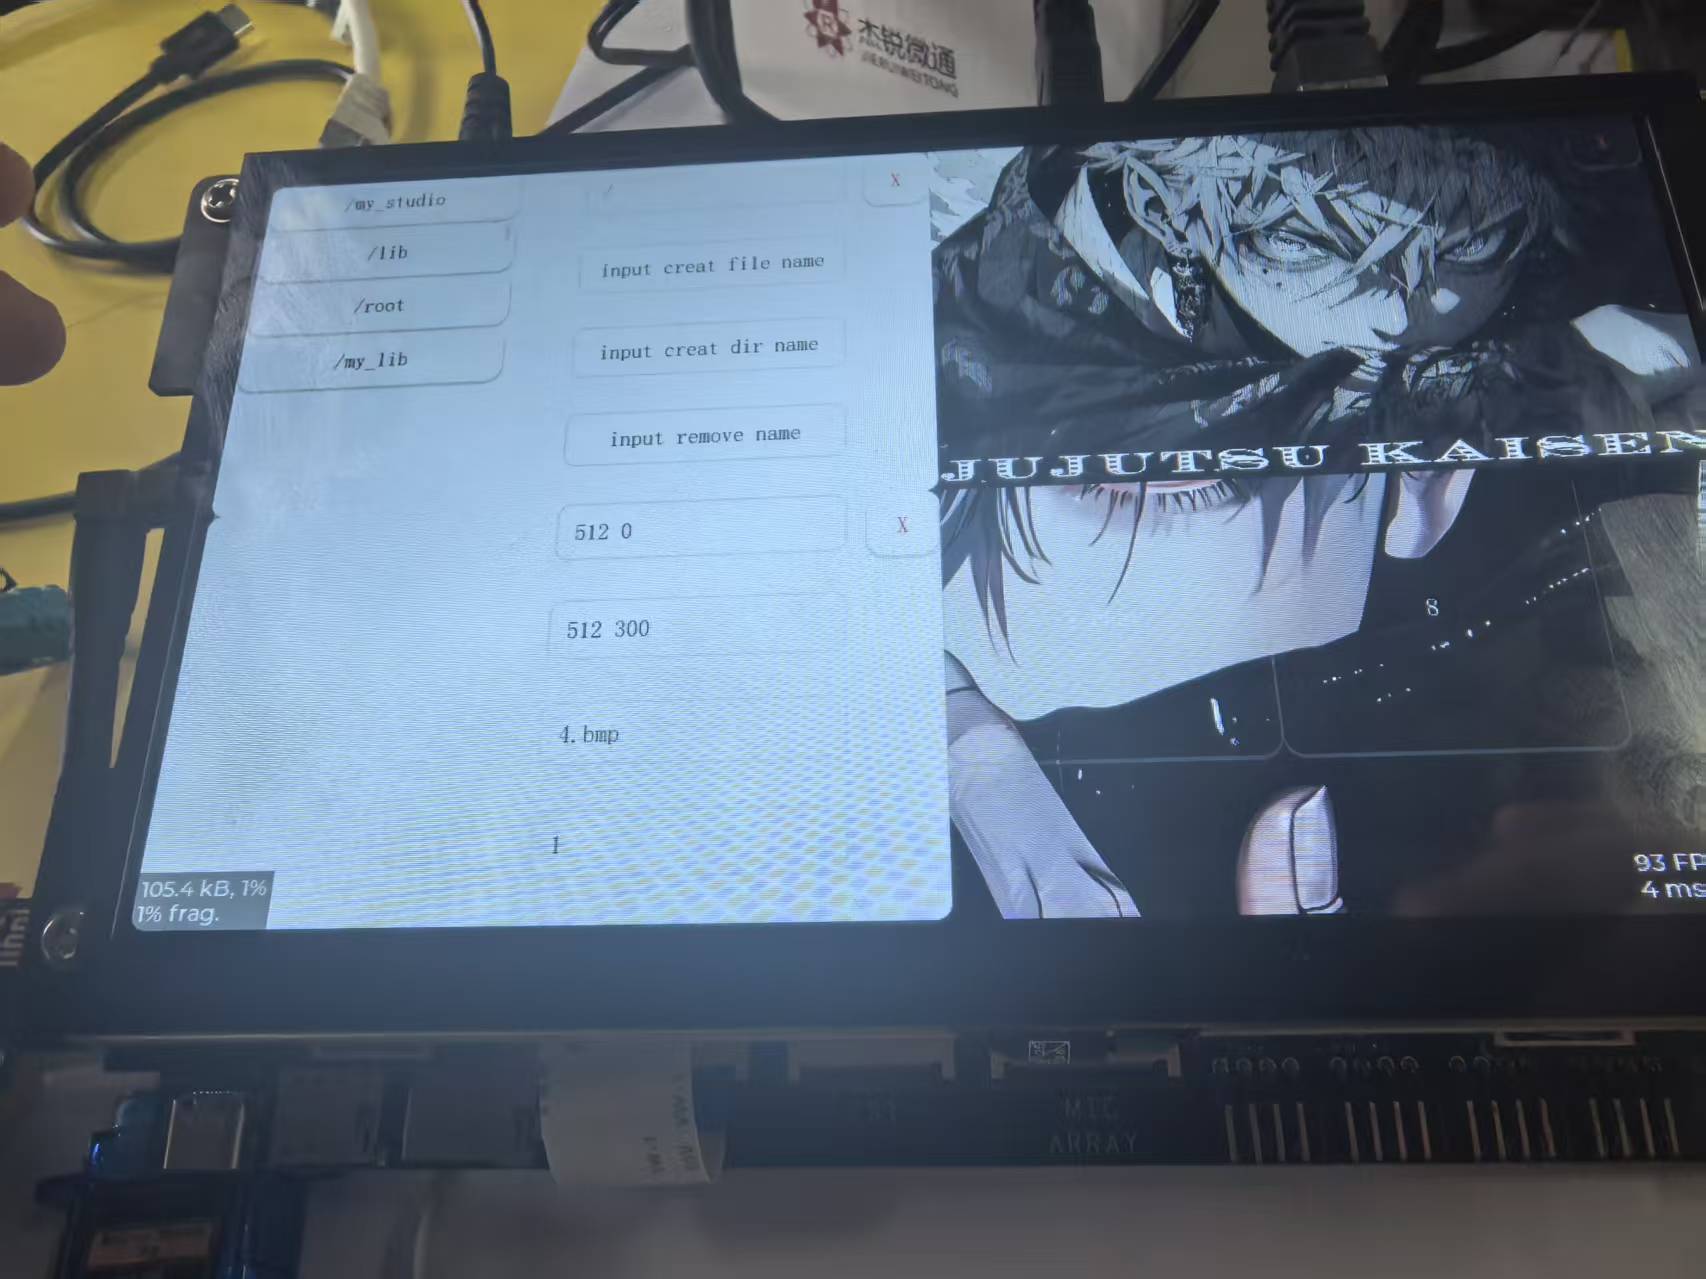 杰锐微通
JIERUIWEITONG
/my_studio
/
X
/lib
input creat file name
/root
input creat dir name
/my_lib
input remove name
JUJUTSU KAISEN
512 0
X
8
512 300
4.bmp
1
105.4 kB, 1%
1% frag.
93 FP
4 ms
MIC
ARRAY